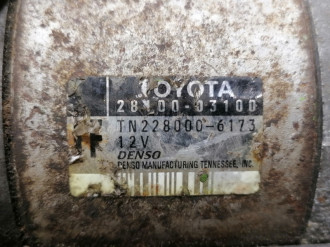 TOYOTA
28100-03100
TN228000-6173
12V
DENSO
DENSO MANUFACTURING TENNESSEE, INC.